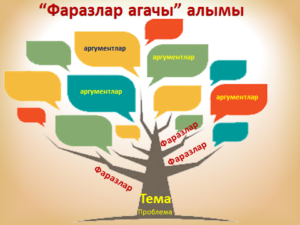 “Фаразлар агачы” алымы
аргументлар
аргументлар
аргументлар
аргументлар
Фаразлар
Фаразлар
Фаразлар
Тема
Проблема